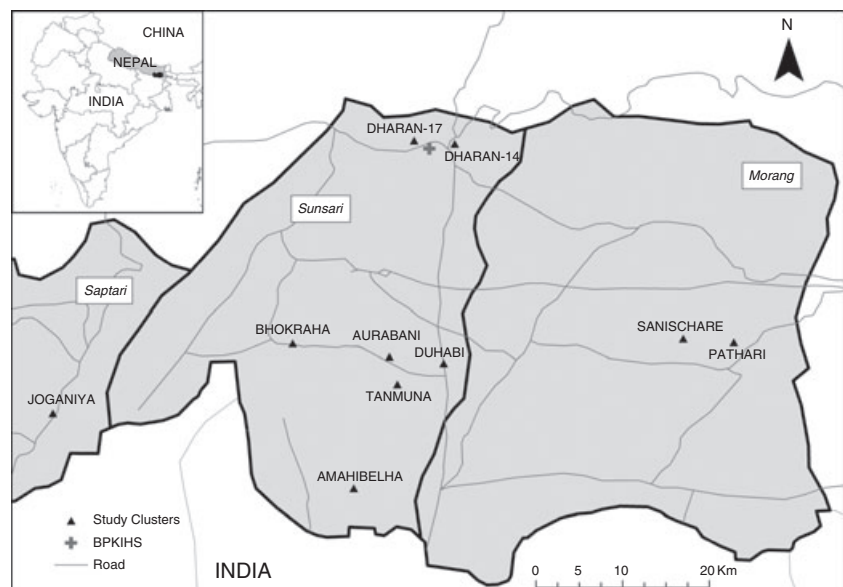 CHINA
NEPAL
INDIA
N
DHARAN-17
DHARAN-14
Morang
Sunsari
Saptari
BHOKRAHA
AURABANI
DUHABI
TANMUNA
SANISCHARE
PATHARI
JOGANIYA
AMAHIBELHA
Study Clusters
BPKIHS
Road
INDIA
0 5 10 20 Km